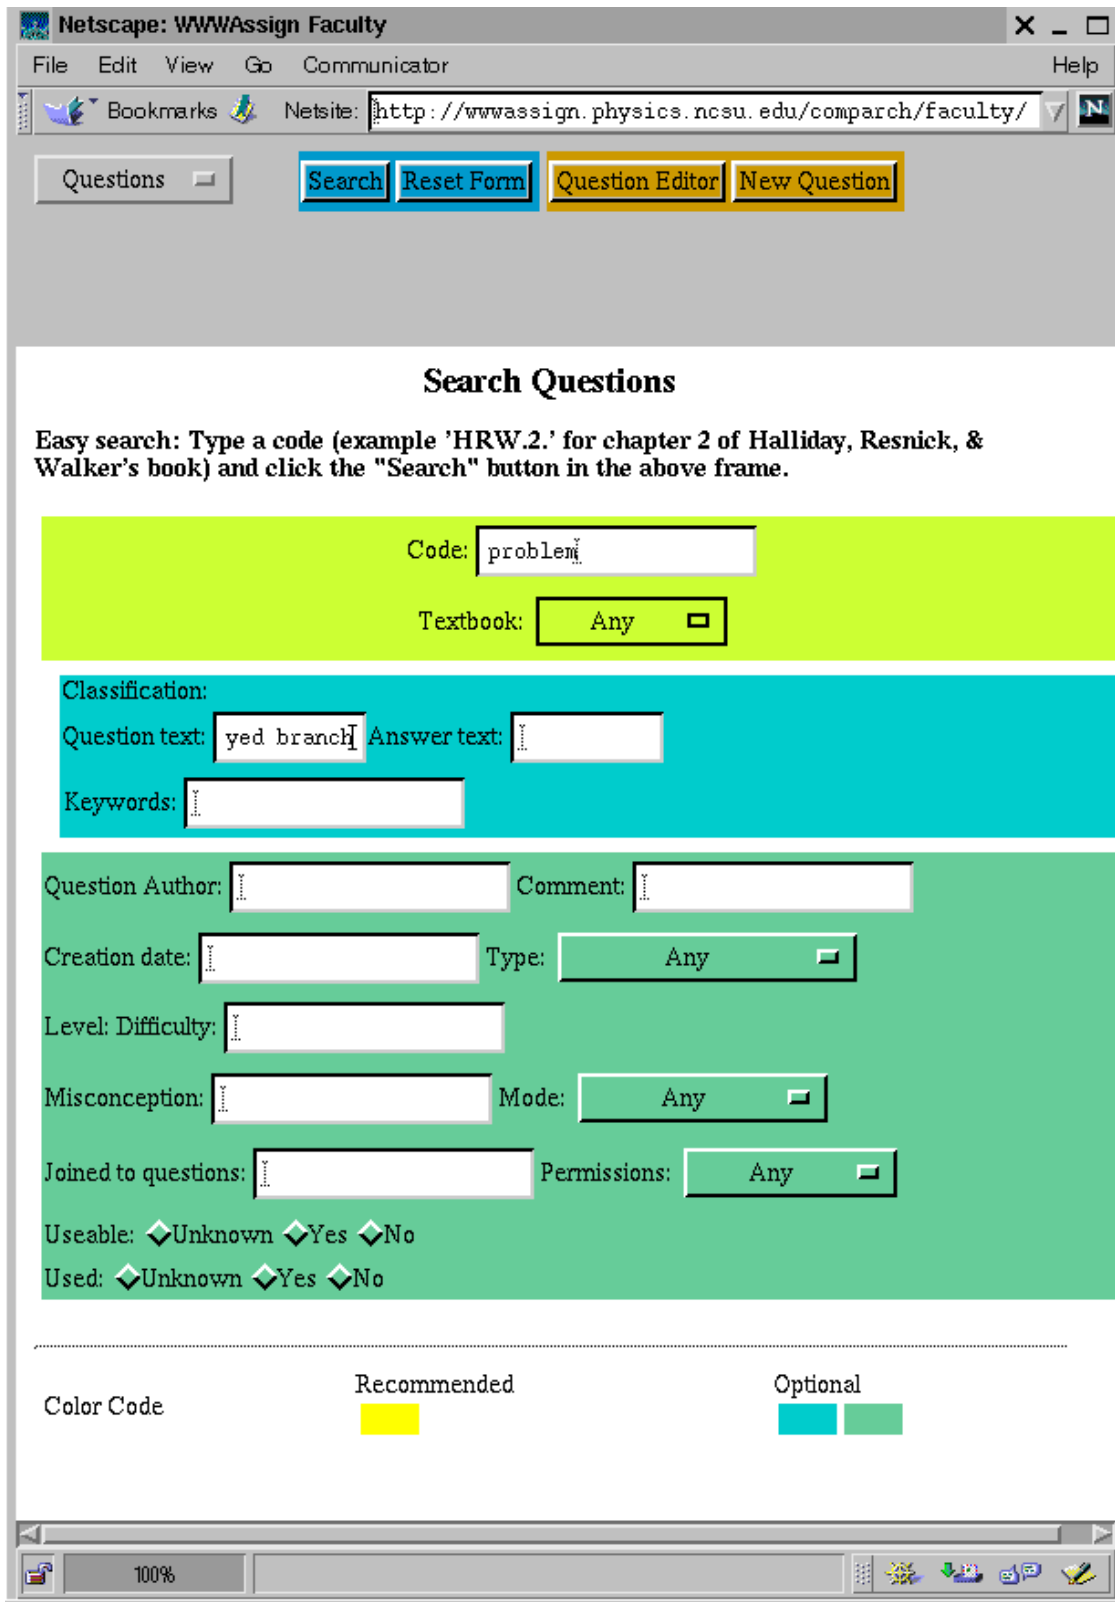 Netscape: WWWAssign Faculty
File Edit View Go Communicator Help
Bookmarks Netsite: http://wwwassign.physics.ncsu.edu/comparch/faculty/ N
Questions Search Reset Form Question Editor New Question
Search Questions
Easy search: Type a code (example 'HRW.2.' for chapter 2 of Halliday, Resnick, &
Walker's book) and click the "Search" button in the above frame.
Code: problem
Textbook: Any
Classification:
Question text: yed branch Answer text:
Keywords:
Question Author: Comment:
Creation date: Type: Any
Level: Difficulty:
Misconception: Mode: Any
Joined to questions: Permissions: Any
Useable: Unknown Yes No
Used: Unknown Yes No
Color Code Recommended Optional
100%